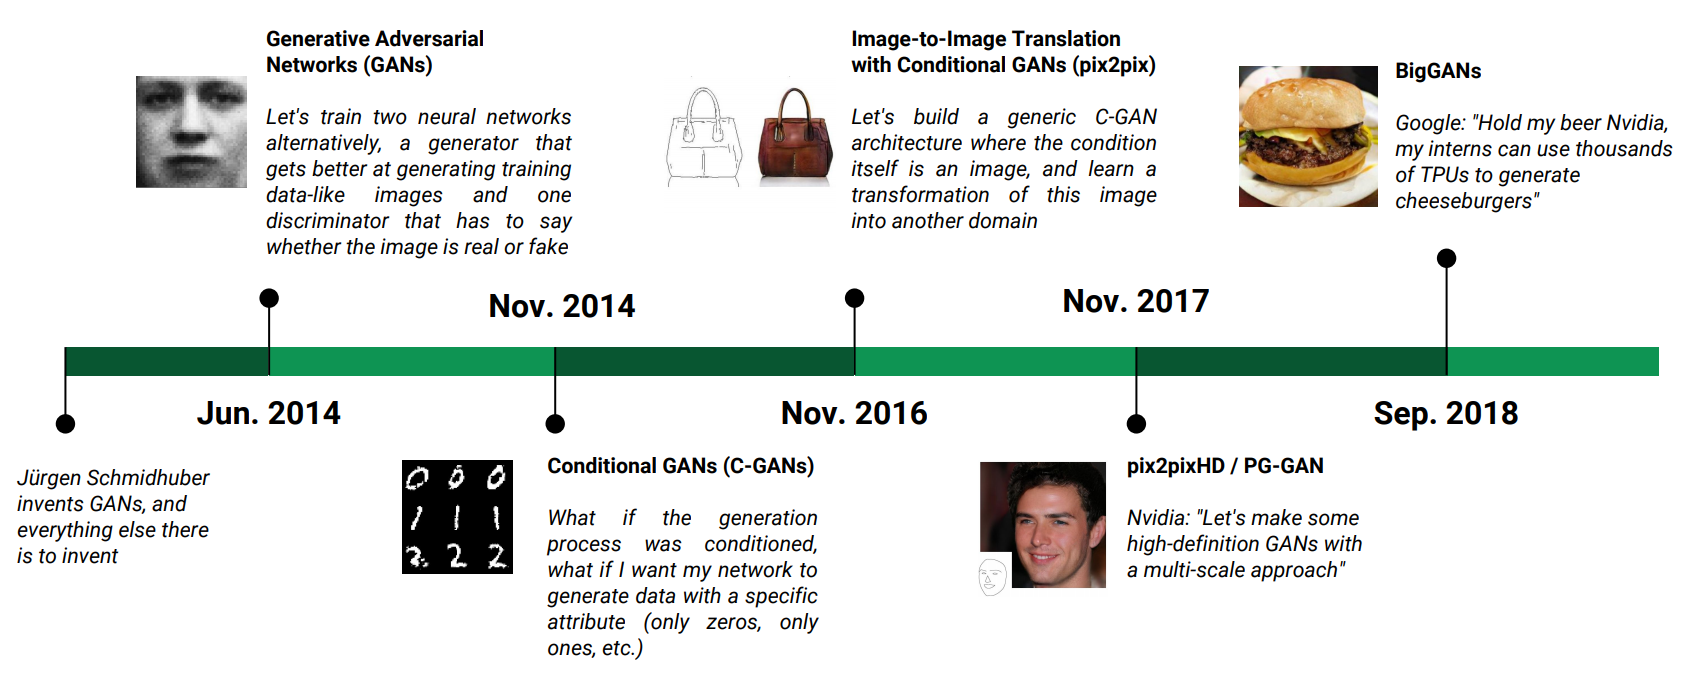 Generative Adversarial
Networks (GANs)
Let's train two neural networks
alternatively, a generator that
gets better at generating training
data-like images and one
discriminator that has to say
whether the image is real or fake
Image-to-Image Translation
with Conditional GANs (pix2pix)
Let's build a generic C-GAN
architecture where the condition
itself is an image, and learn a
transformation of this image
into another domain
BigGANs
Google: "Hold my beer Nvidia,
my interns can use thousands
of TPUs to generate
cheeseburgers"
Nov. 2014
Nov. 2017
Jun. 2014
Nov. 2016
Sep. 2018
Jürgen Schmidhuber
invents GANs, and
everything else there
is to invent
0 0 0
1 1 1
2 2 2
Conditional GANs (C-GANs)
What if the generation
process was conditioned,
what if I want my network to
generate data with a specific
attribute (only zeros, only
ones, etc.)
pix2pixHD / PG-GAN
Nvidia: "Let's make some
high-definition GANs with
a multi-scale approach"